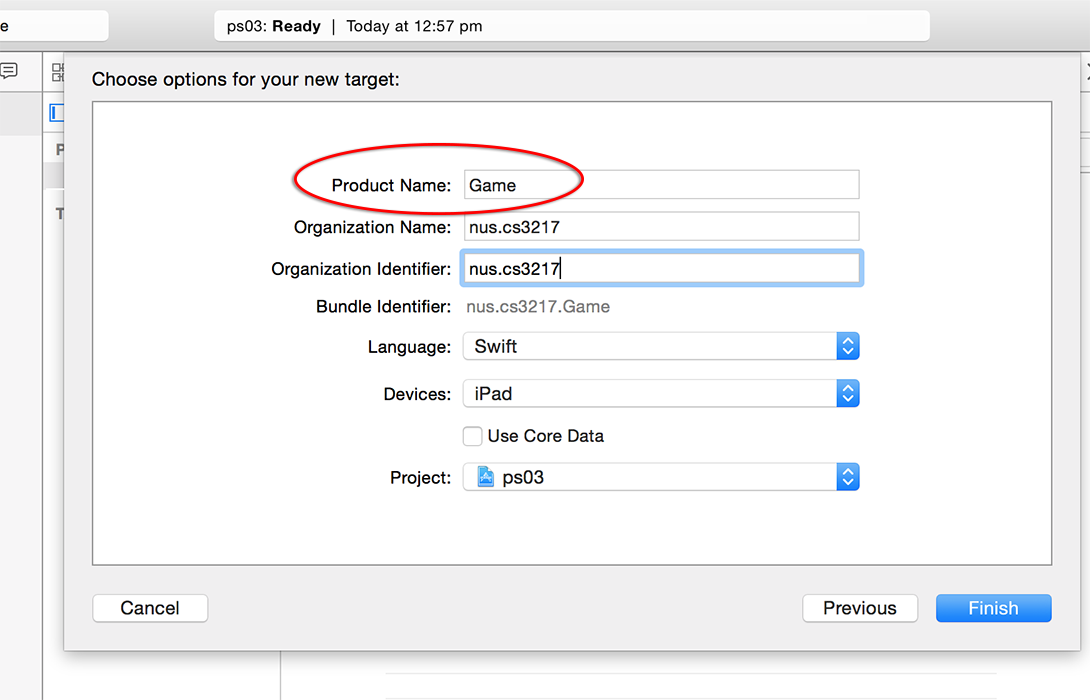 e
ps03: Ready | Today at 12:57 pm
Choose options for your new target:
P
T
Product Name: Game
Organization Name: nus.cs3217
Organization Identifier: nus.cs3217
Bundle Identifier: nus.cs3217.Game
Language: Swift
Devices: iPad
Use Core Data
Project: ps03
Cancel Previous Finish